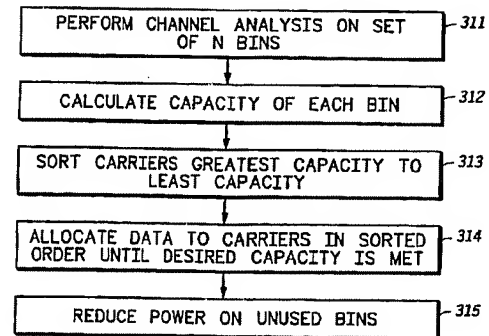 PERFORM CHANNEL ANALYSIS ON SET
OF N BINS
311
CALCULATE CAPACITY OF EACH BIN
312
SORT CARRIERS GREATEST CAPACITY TO
LEAST CAPACITY
313
ALLOCATE DATA TO CARRIERS IN SORTED
ORDER UNTIL DESIRED CAPACITY IS MET
314
REDUCE POWER ON UNUSED BINS
315